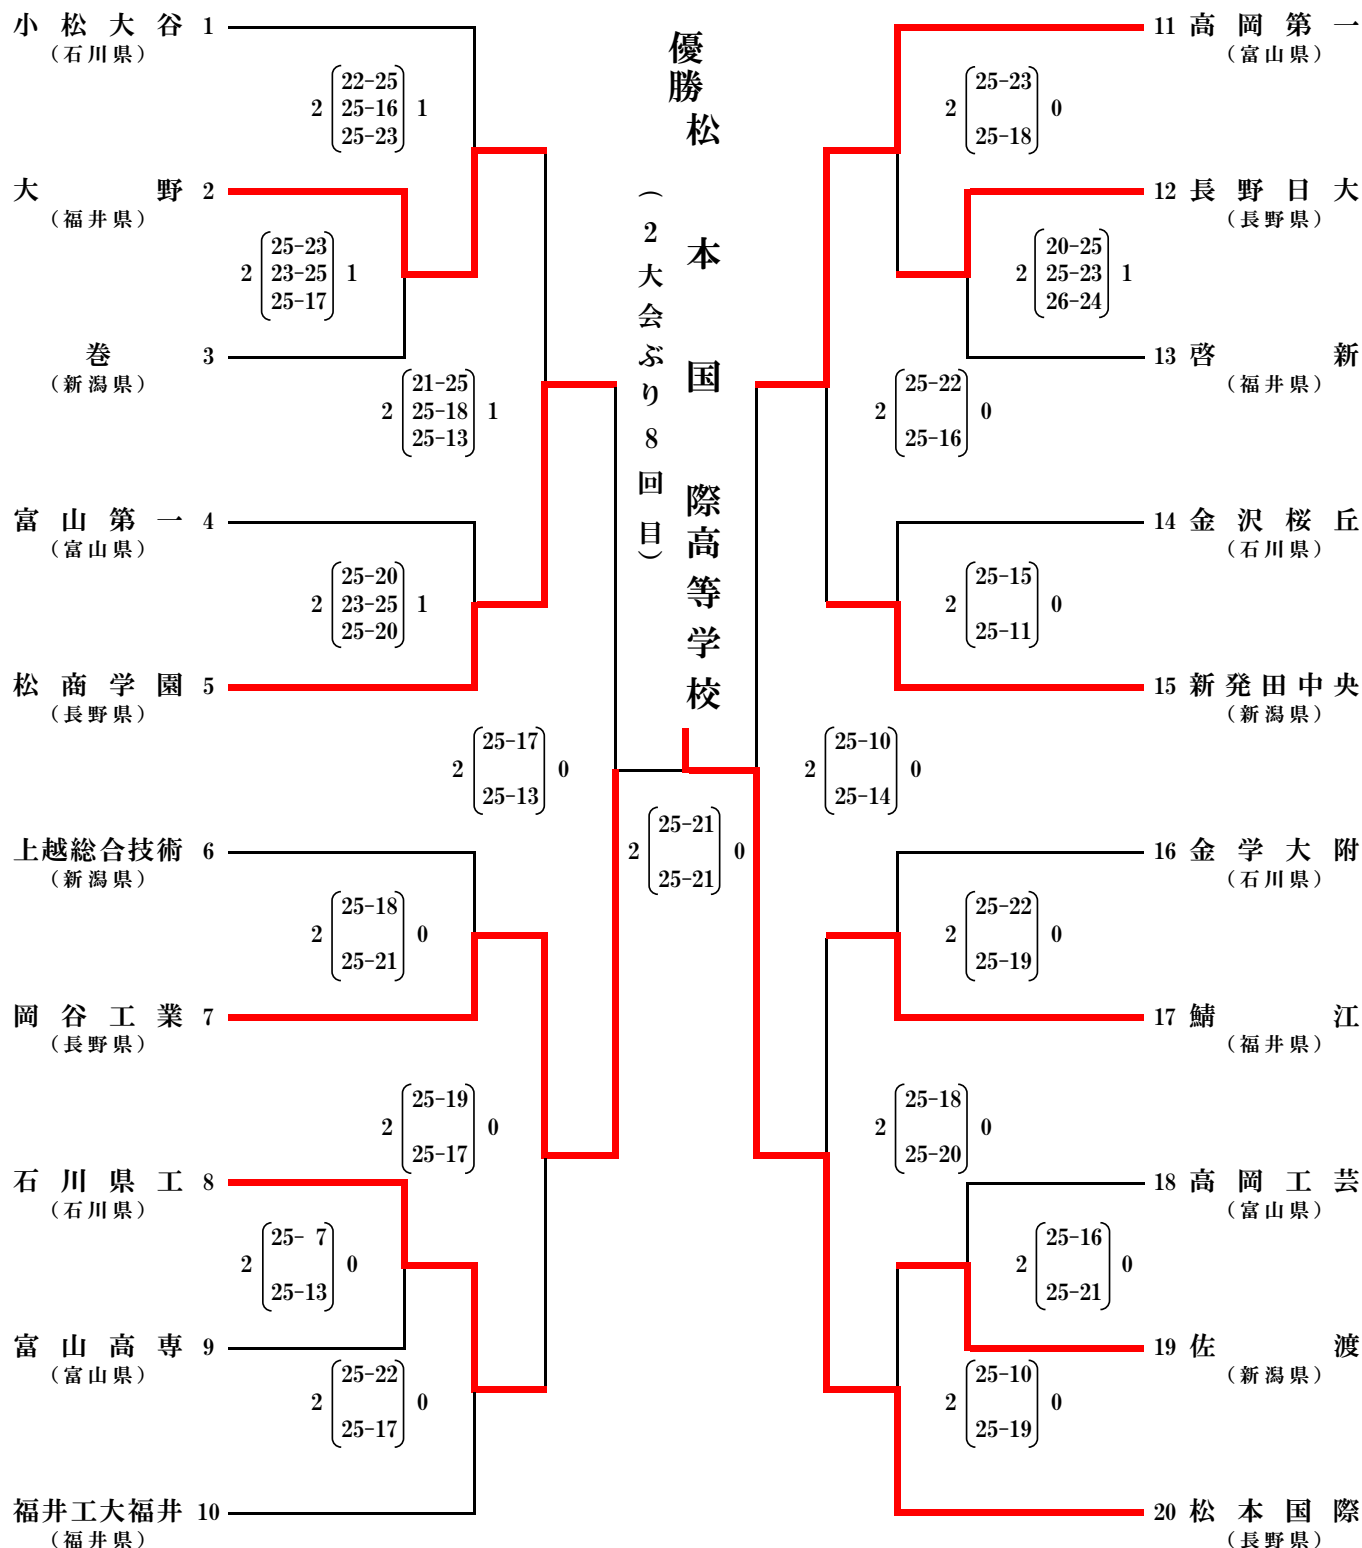 優勝
松本国際高等学校
（2大会ぶり8回目）
小松大谷 1
（石川県）
22-25
2 25-16 1
25-23
大野 2
（福井県）
25-23
2 23-25 1
25-17
巻 3
（新潟県）
21-25
2 25-18 1
25-13
富山第一 4
（富山県）
25-20
2 23-25 1
25-20
松商学園 5
（長野県）
25-17
2 0
25-13
上越総合技術 6
（新潟県）
25-18
2 0
25-21
岡谷工業 7
（長野県）
25-19
2 0
25-17
石川県工 8
（石川県）
25- 7
2 0
25-13
富山高専 9
（富山県）
25-22
2 0
25-17
福井工大福井 10
（福井県）
25-21
2 0
25-21
11 高岡第一
（富山県）
25-23
2 0
25-18
12 長野日大
（長野県）
20-25
2 25-23 1
26-24
13 啓新
（福井県）
25-22
2 0
25-16
14 金沢桜丘
（石川県）
25-15
2 0
25-11
15 新発田中央
（新潟県）
25-10
2 0
25-14
16 金学大附
（石川県）
25-22
2 0
25-19
17 鯖江
（福井県）
25-18
2 0
25-20
18 高岡工芸
（富山県）
25-16
2 0
25-21
19 佐渡
（新潟県）
25-10
2 0
25-19
20 松本国際
（長野県）